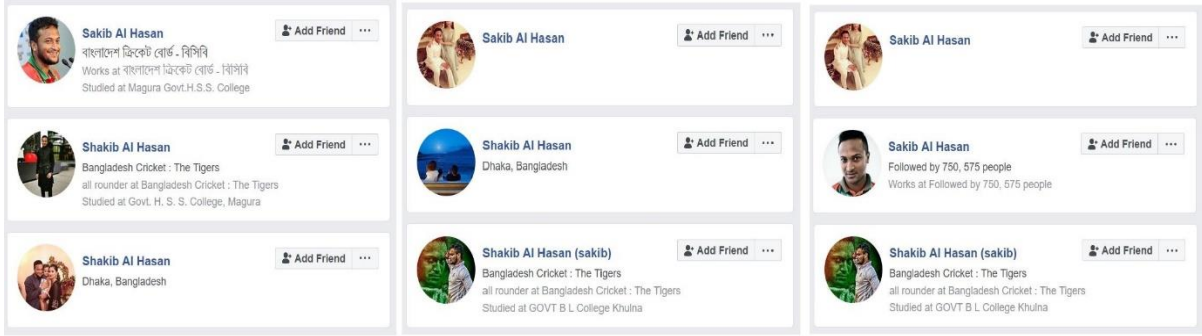 Sakib Al Hasan
Add Friend
বাংলাদেশ ক্রিকেট বোর্ড - বিসিবি
Works at বাংলাদেশ ক্রিকেট বোর্ড - বিসিবি
Studied at Magura Govt.H.S.S. College
Shakib Al Hasan
Add Friend
Bangladesh Cricket : The Tigers
all rounder at Bangladesh Cricket : The Tigers
Studied at Govt. H. S. S. College, Magura
Shakib Al Hasan
Add Friend
Dhaka, Bangladesh
Sakib Al Hasan
Add Friend
Shakib Al Hasan
Add Friend
Dhaka, Bangladesh
Shakib Al Hasan (sakib)
Add Friend
Bangladesh Cricket : The Tigers
all rounder at Bangladesh Cricket : The Tigers
Studied at GOVT B L College Khulna
Sakib Al Hasan
Add Friend
Sakib Al Hasan
Add Friend
Followed by 750, 575 people
Works at Followed by 750, 575 people
Shakib Al Hasan (sakib)
Add Friend
Bangladesh Cricket : The Tigers
all rounder at Bangladesh Cricket : The Tigers
Studied at GOVT B L College Khulna